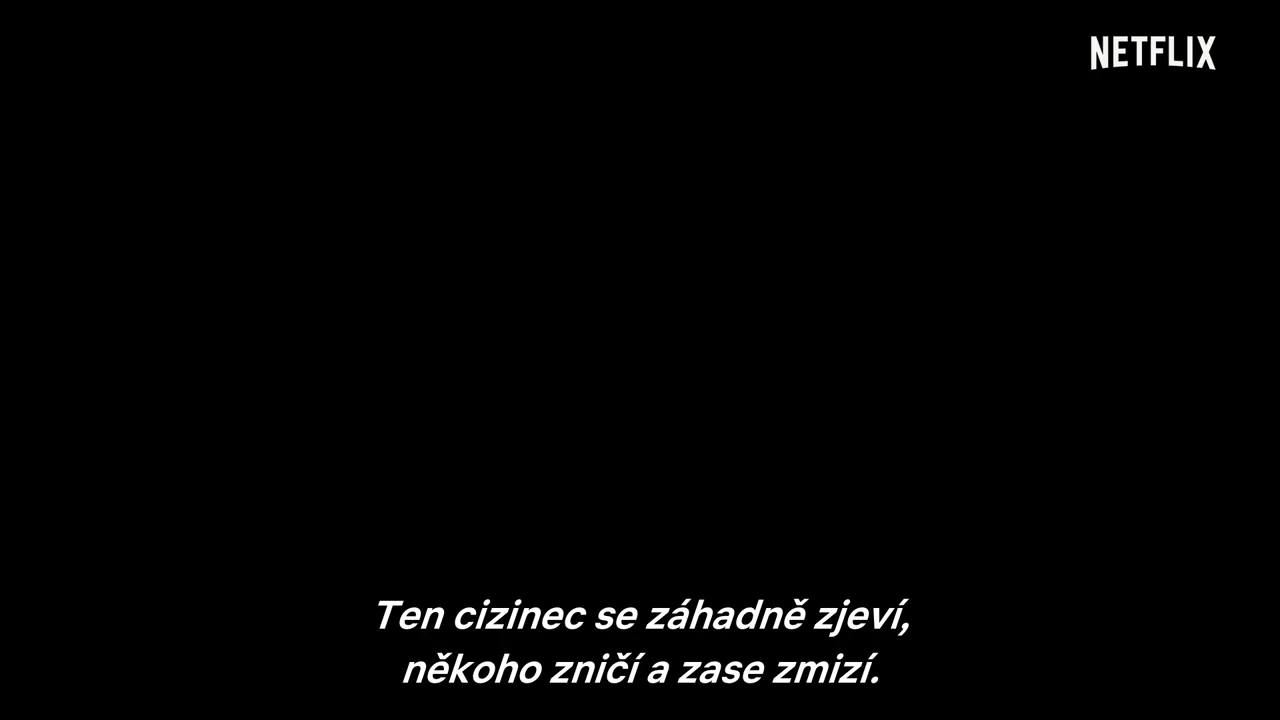 NETFLIX
Ten cizinec se záhadně zjeví,
někoho zničí a zase zmizí.